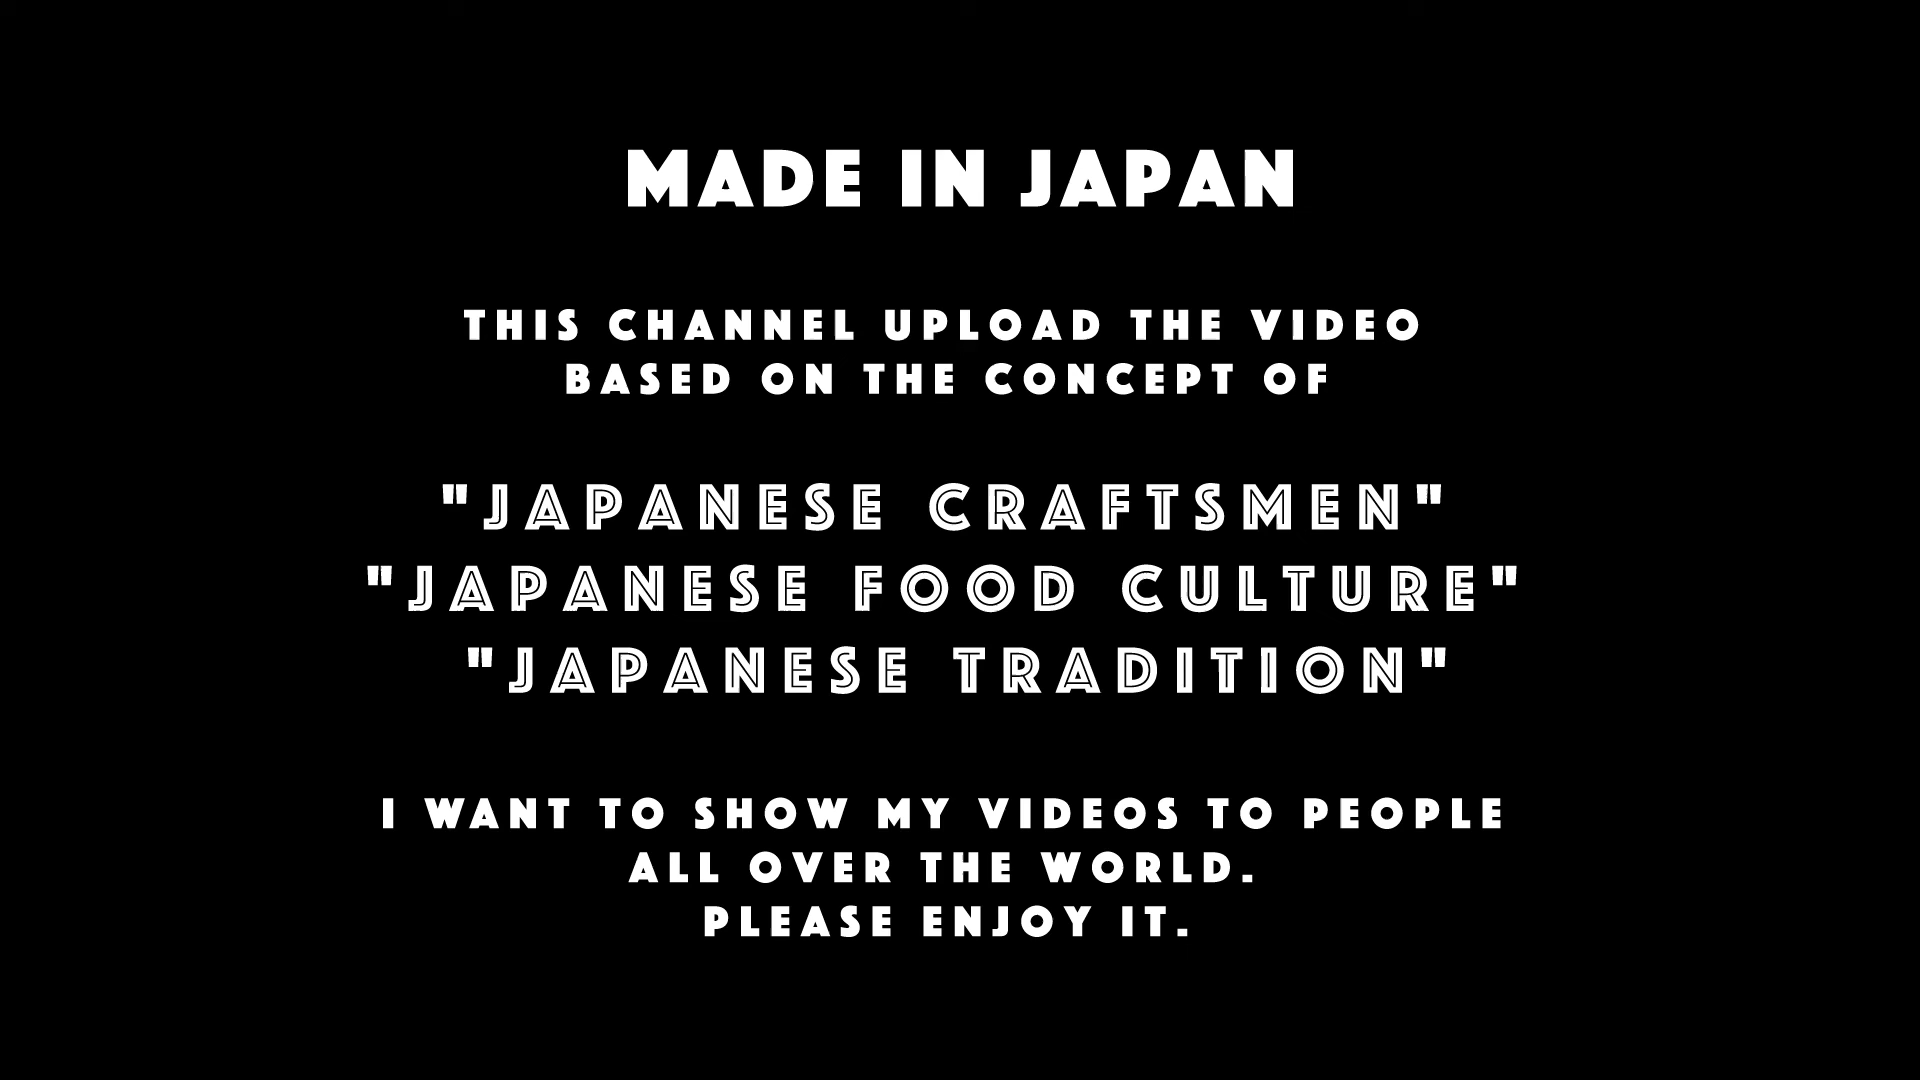 MADE IN JAPAN
THIS CHANNEL UPLOAD THE VIDEO
BASED ON THE CONCEPT OF
"JAPANESE CRAFTSMEN"
"JAPANESE FOOD CULTURE"
"JAPANESE TRADITION"
I WANT TO SHOW MY VIDEOS TO PEOPLE
ALL OVER THE WORLD.
PLEASE ENJOY IT.